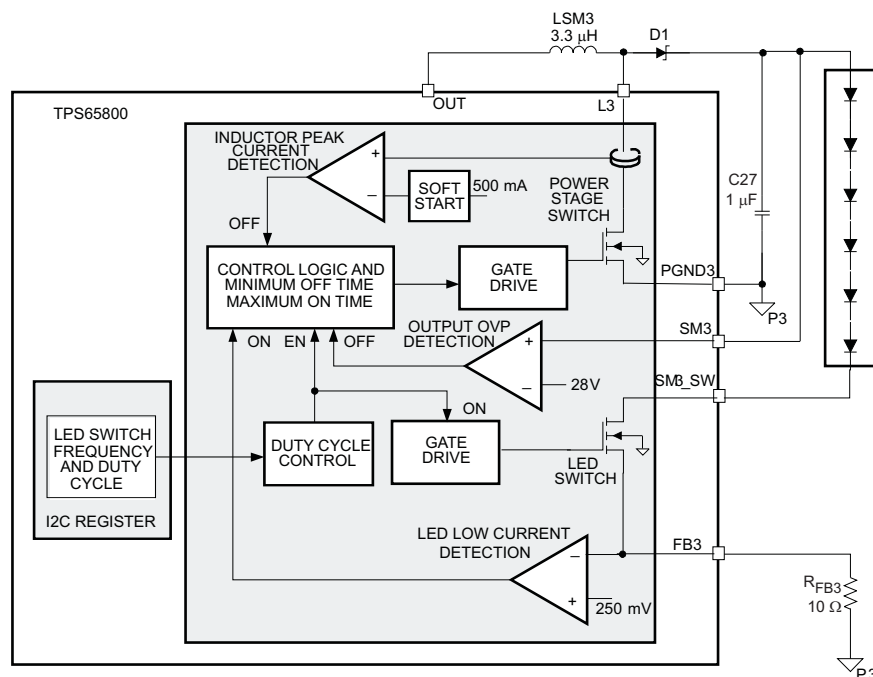 LSM3
3.3 μH
D1
OUT
L3
TPS65800
INDUCTOR PEAK
CURRENT
DETECTION
+
–
SOFT
START
500 mA
POWER
STAGE
SWITCH
C27
1 μF
OFF
CONTROL LOGIC AND
MINIMUM OFF TIME
MAXIMUM ON TIME
GATE
DRIVE
PGND3
P3
ON
EN
OFF
OUTPUT OVP
DETECTION
+
–
28V
SM3
SM3_SW
ON
LED SWITCH
FREQUENCY
AND DUTY
CYCLE
I2C REGISTER
DUTY CYCLE
CONTROL
GATE
DRIVE
LED
SWITCH
LED LOW CURRENT
DETECTION
–
+
250 mV
FB3
RFB3
10 Ω
P3